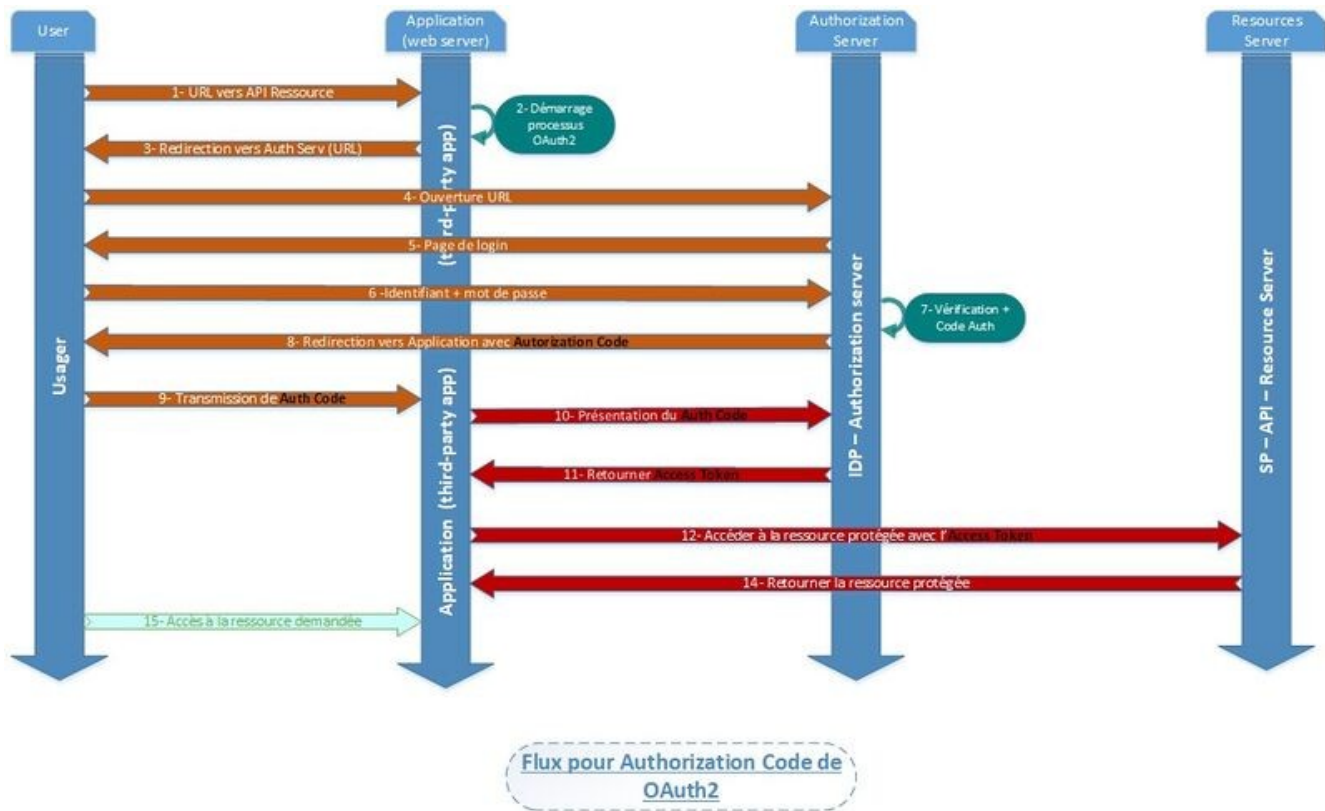 User
Application
(web server)
Authorization
Server
Resources
Server
1- URL vers API Ressource
2- Démarrage
processus
OAuth2
3- Redirection vers Auth Serv (URL)
4- Ouverture URL
5- Page de login
6 -Identifiant + mot de passe
7- Vérification +
Code Auth
8- Redirection vers Application avec Autorization Code
9- Transmission de Auth Code
10- Présentation du Auth Code
11- Retourner Access Token
12- Accéder à la ressource protégée avec l'Access Token
14- Retourner la ressource protégée
15- Accès à la ressource demandée
Usager
(third-party app)
Application (third-party app)
IDP – Authorization server
SP – API – Resource Server
Flux pour Authorization Code de
OAuth2